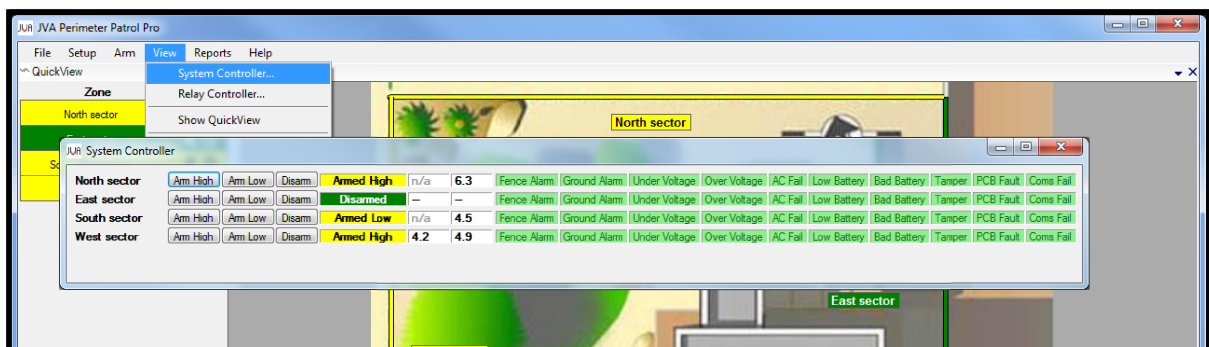 JVA JVA Perimeter Patrol Pro
File Setup Arm View Reports Help
QuickView
System Controller...
Zone
Relay Controller...
North sector
Show QuickView
North sector
JVA System Controller
North sector Arm High Arm Low Disarm Armed High n/a 6.3 Fence Alarm Ground Alarm Under Voltage Over Voltage AC Fail Low Battery Bad Battery Tamper PCB Fault Coms Fail
East sector Arm High Arm Low Disarm Disarmed – – Fence Alarm Ground Alarm Under Voltage Over Voltage AC Fail Low Battery Bad Battery Tamper PCB Fault Coms Fail
South sector Arm High Arm Low Disarm Armed Low n/a 4.5 Fence Alarm Ground Alarm Under Voltage Over Voltage AC Fail Low Battery Bad Battery Tamper PCB Fault Coms Fail
West sector Arm High Arm Low Disarm Armed High 4.2 4.9 Fence Alarm Ground Alarm Under Voltage Over Voltage AC Fail Low Battery Bad Battery Tamper PCB Fault Coms Fail
East sector